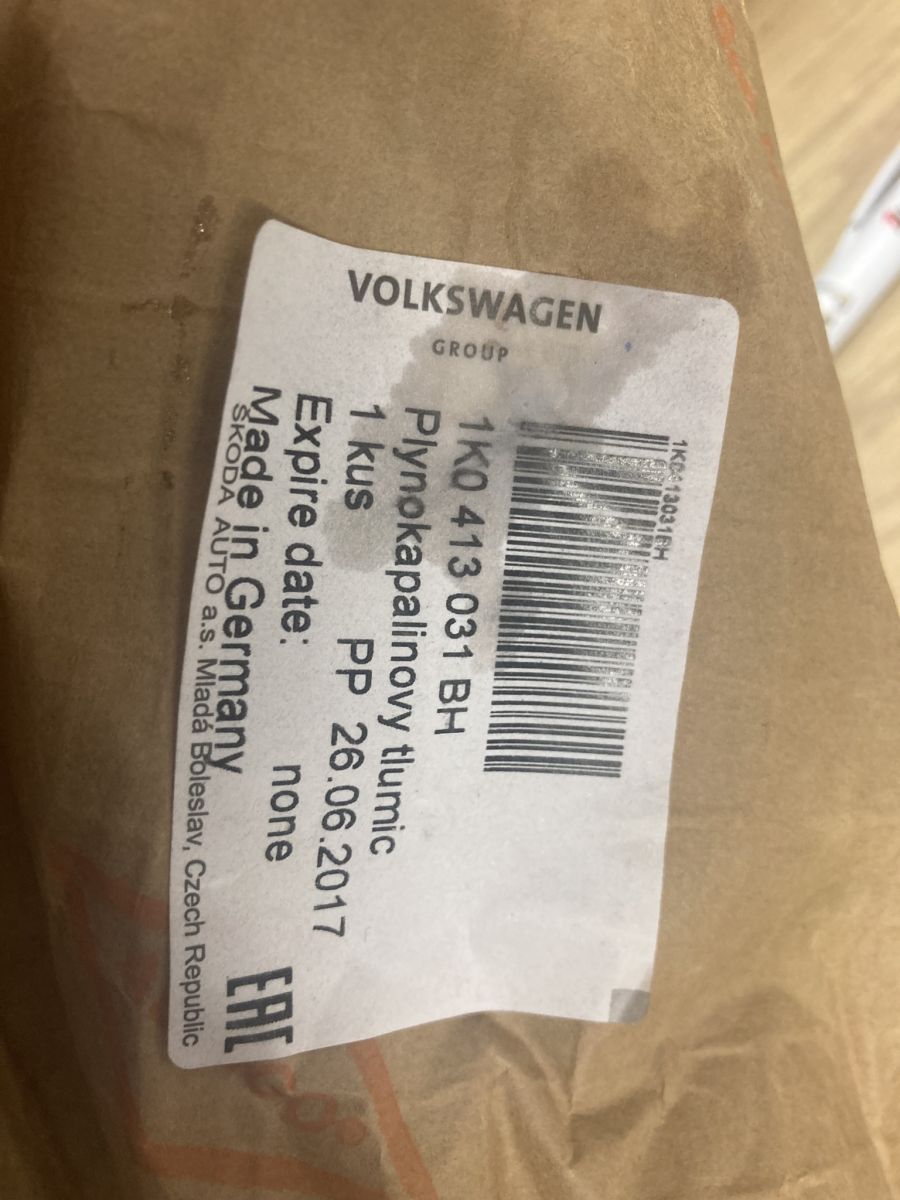 VOLKSWAGEN
GROUP
1K0413031BH
1K0 413 031 BH
Plynokapalinovy tlumic
1 kus PP 26.06.2017
Expire date: none
Made in Germany
ŠKODA AUTO a.s. Mladá Boleslav, Czech Republic
EAC